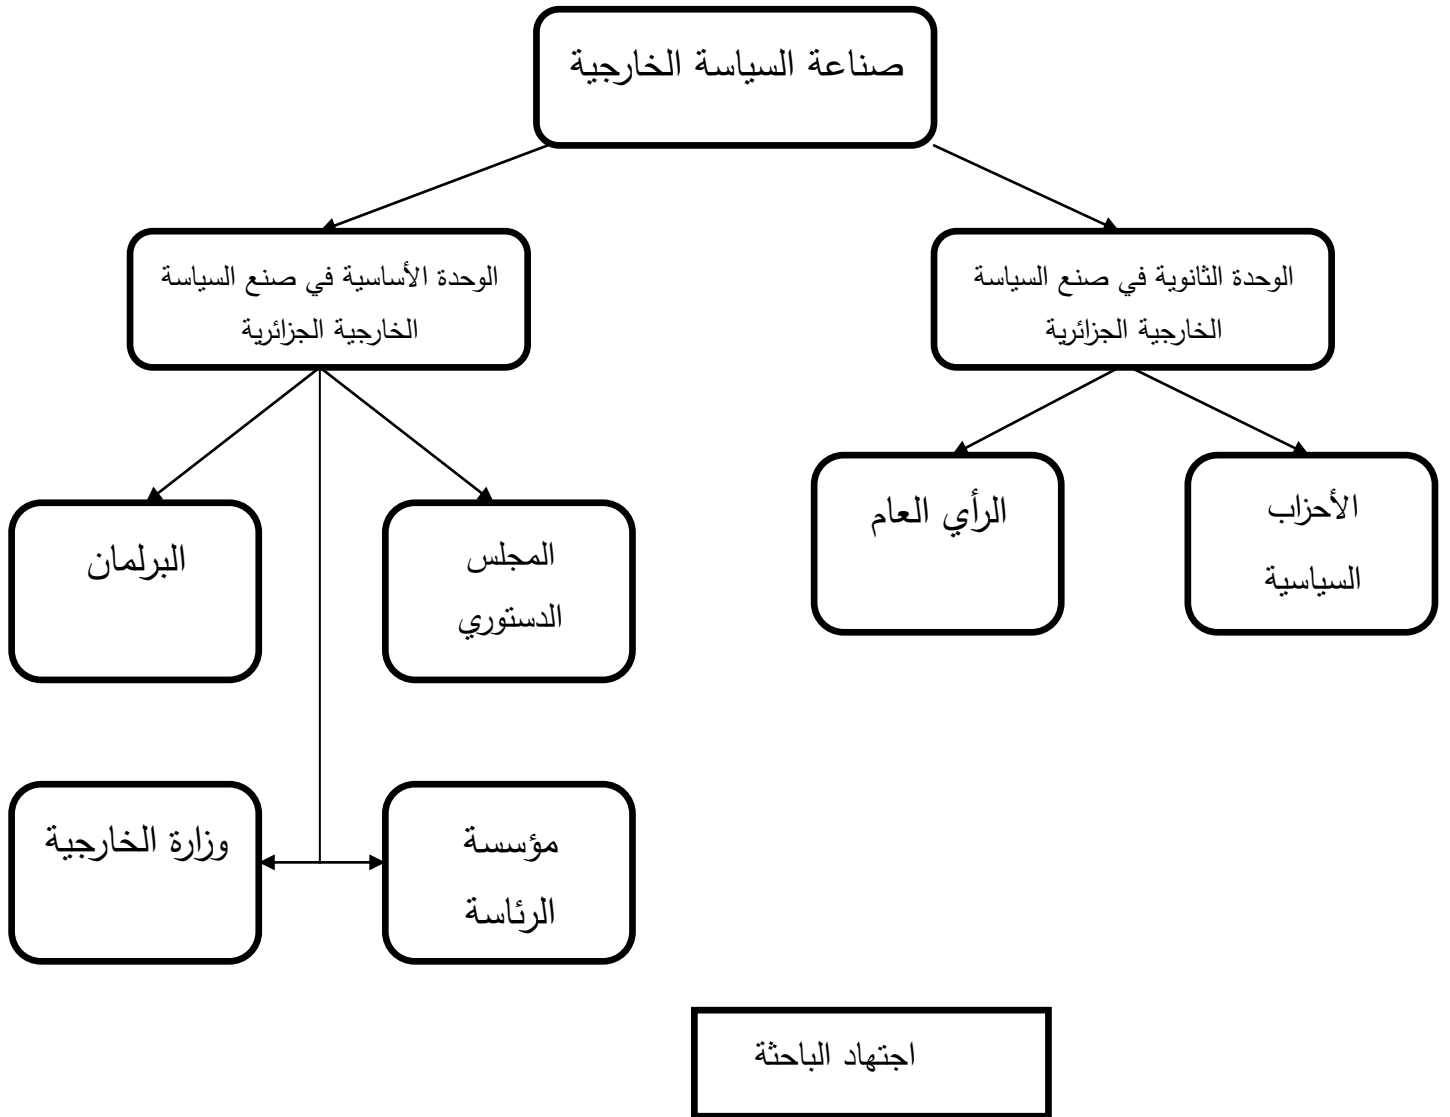 صناعة السياسة الخارجية
الوحدة الثانوية في صنع السياسة
الخارجية الجزائرية
الوحدة الأساسية في صنع السياسة
الخارجية الجزائرية
الأحزاب
السياسية
الرأي العام
المجلس
الدستوري
البرلمان
مؤسسة
الرئاسة
وزارة الخارجية
اجتهاد الباحثة